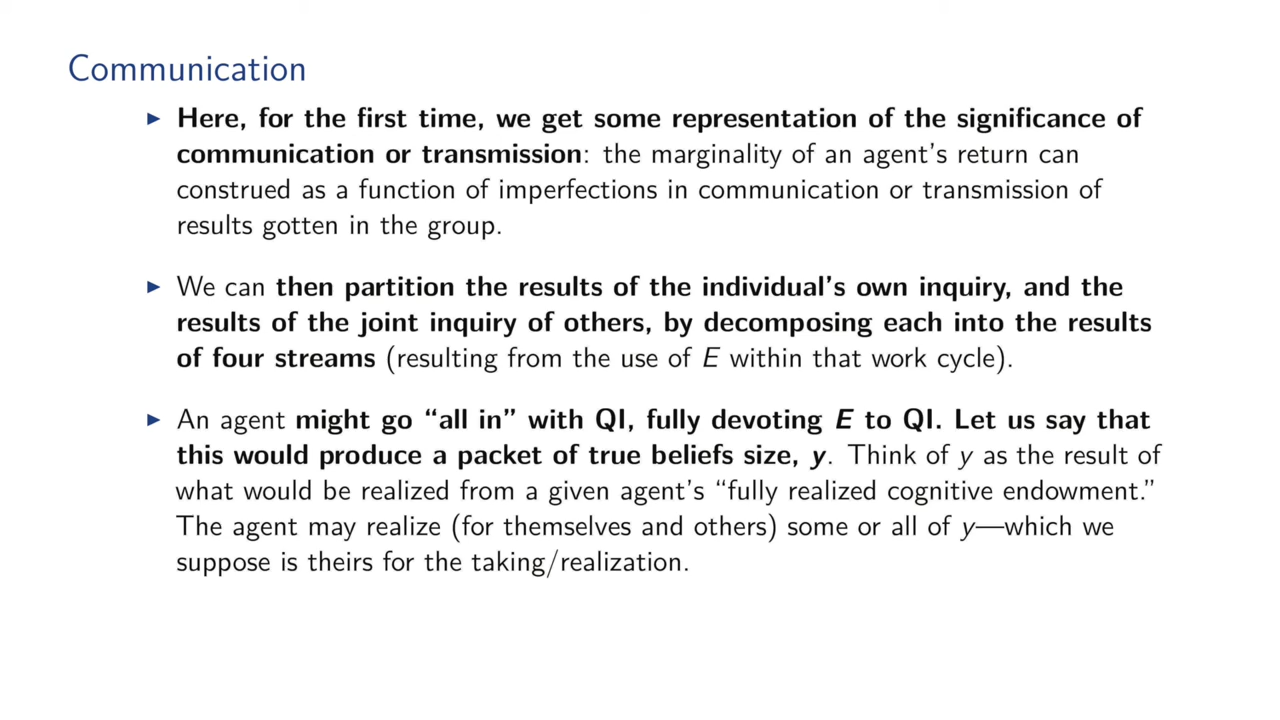 Communication
▶ Here, for the first time, we get some representation of the significance of
communication or transmission: the marginality of an agent's return can
construed as a function of imperfections in communication or transmission of
results gotten in the group.
▶ We can then partition the results of the individual's own inquiry, and the
results of the joint inquiry of others, by decomposing each into the results
of four streams (resulting from the use of E within that work cycle).
▶ An agent might go “all in” with QI, fully devoting E to QI. Let us say that
this would produce a packet of true beliefs size, y. Think of y as the result of
what would be realized from a given agent's “fully realized cognitive endowment.”
The agent may realize (for themselves and others) some or all of y—which we
suppose is theirs for the taking/realization.